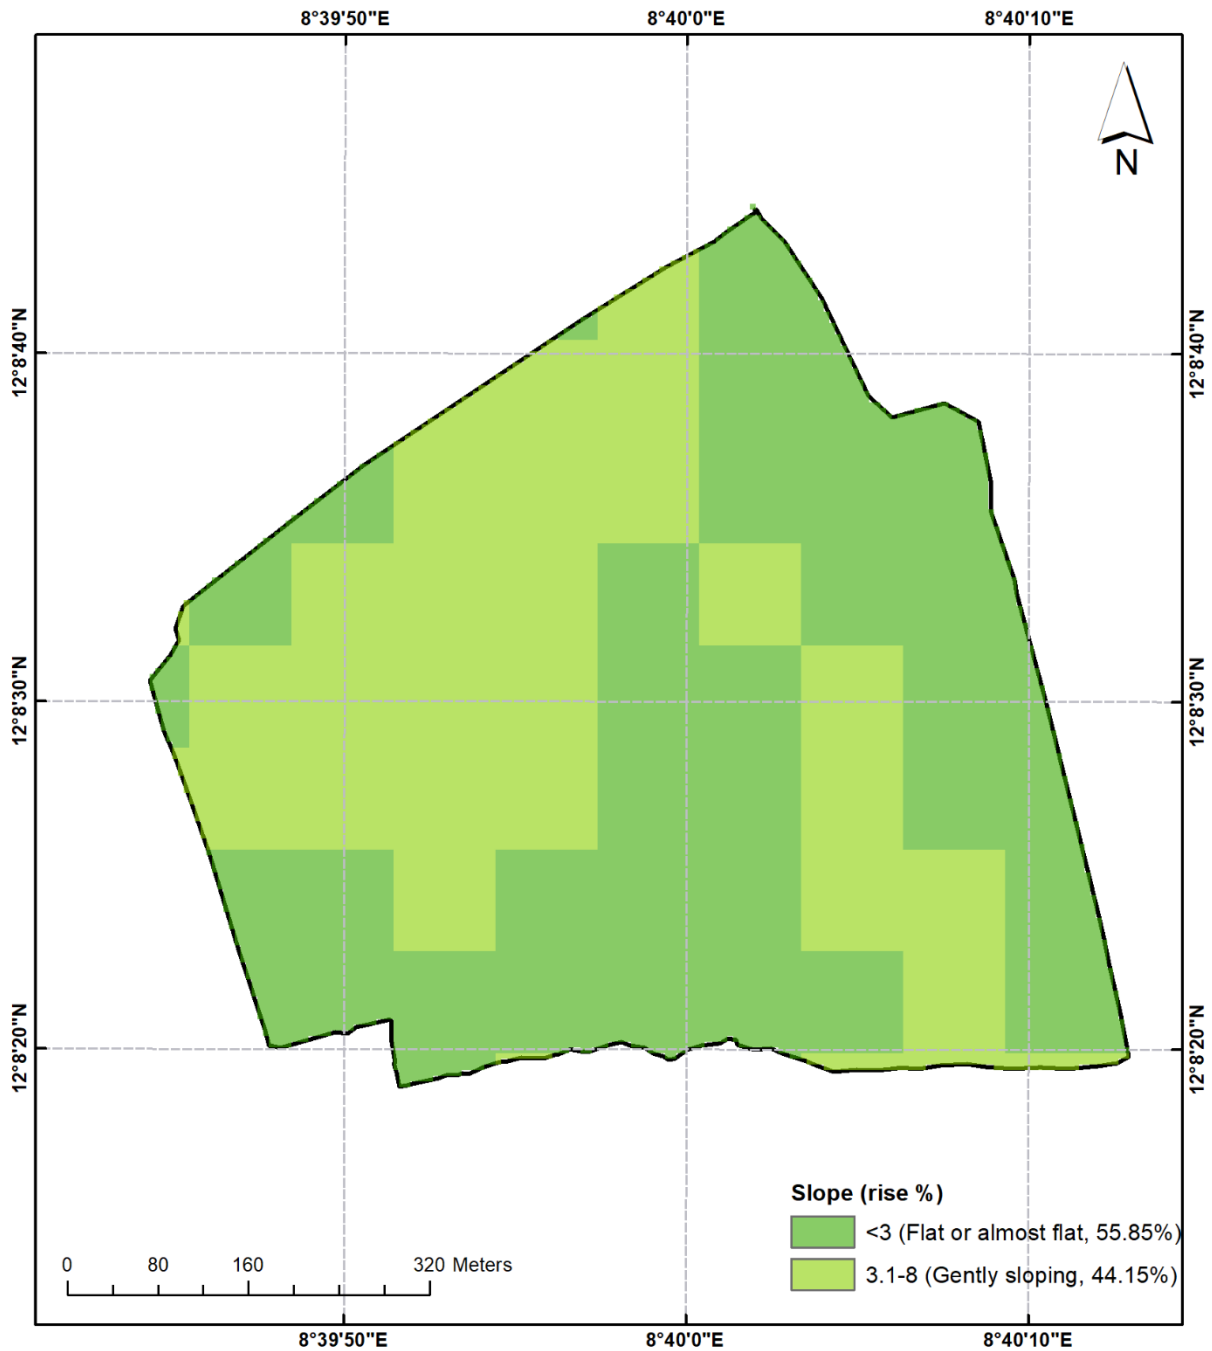 8°39'50"E 8°40'0"E 8°40'10"E
N
12°8'40"N 12°8'40"N
12°8'30"N 12°8'30"N
12°8'20"N 12°8'20"N
Slope (rise %)
<3 (Flat or almost flat, 55.85%)
3.1-8 (Gently sloping, 44.15%)
0 80 160 320 Meters
8°39'50"E 8°40'0"E 8°40'10"E